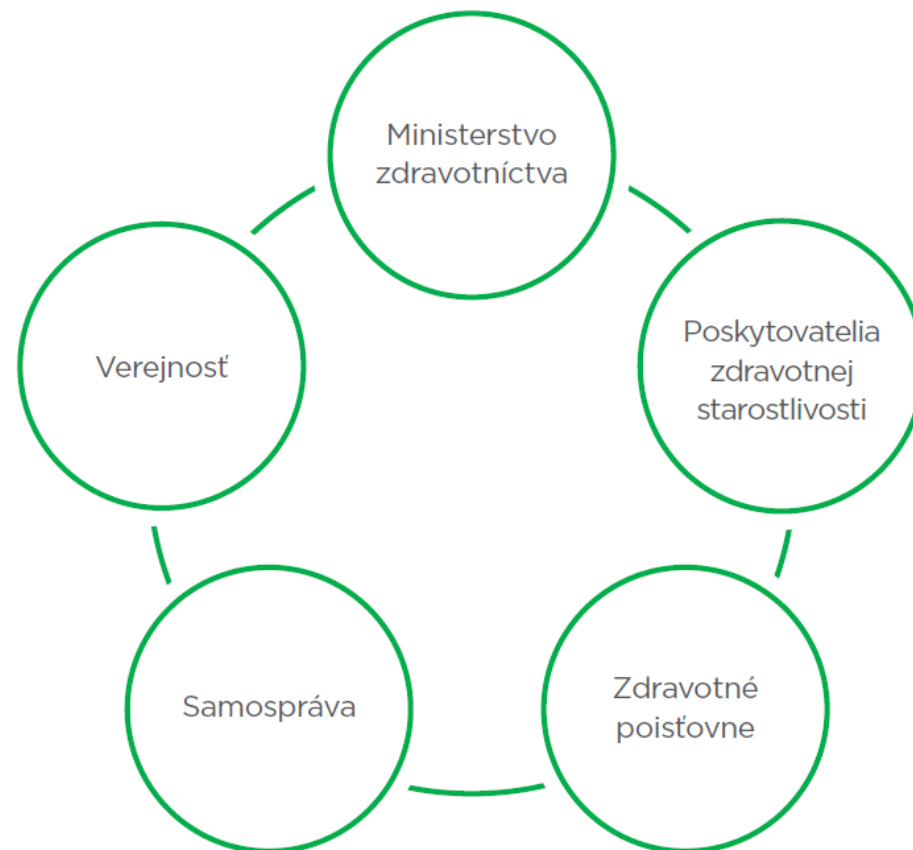 Ministerstvo
zdravotníctva
Poskytovatelia
zdravotnej
starostlivosti
Verejnosť
Zdravotné
poisťovne
Samospráva